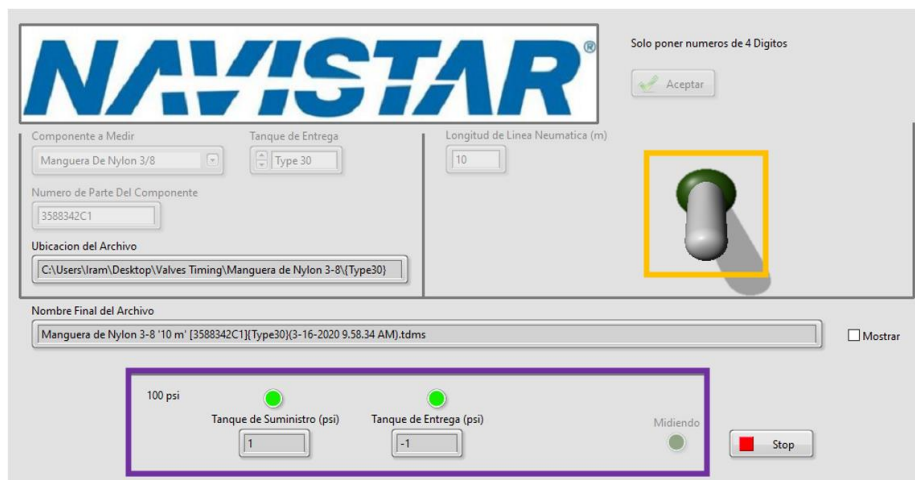 NAVISTAR®
Solo poner numeros de 4 Digitos
Aceptar
Componente a Medir
Tanque de Entrega
Longitud de Linea Neumatica (m)
Manguera De Nylon 3/8
Type 30
10
Numero de Parte Del Componente
3588342C1
Ubicacion del Archivo
C:\Users\Iram\Desktop\Valves Timing\Manguera de Nylon 3-8\{Type30}
Nombre Final del Archivo
Manguera de Nylon 3-8 '10 m' [3588342C1]{Type30}(3-16-2020 9.58.34 AM).tdms
Mostrar
100 psi
Tanque de Suministro (psi)
Tanque de Entrega (psi)
Midiendo
1
-1
Stop